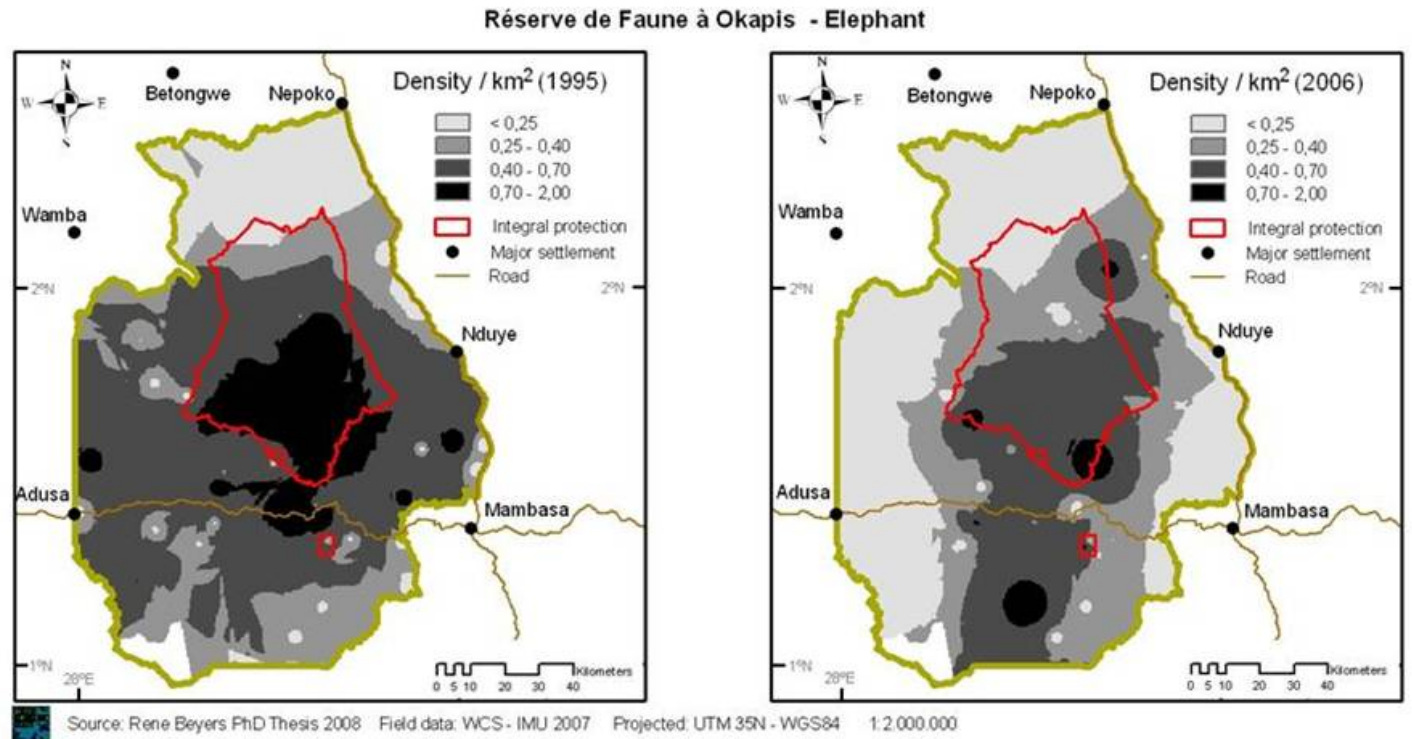 Réserve de Faune à Okapis - Elephant
N
W E
N
Betongwe
Nepoko
Density / km² (1995)
< 0,25
0,25 - 0,40
0,40 - 0,70
0,70 - 2,00
Integral protection
Major settlement
Road
Wamba
2°N
2°N
Nduye
Adusa
Mambasa
1°N
28°E
Kilometers
0 5 10 20 30 40
N
W E
N
Betongwe
Nepoko
Density / km² (2006)
< 0,25
0,25 - 0,40
0,40 - 0,70
0,70 - 2,00
Integral protection
Major settlement
Road
Wamba
2°N
2°N
Nduye
Adusa
Mambasa
1°N
28°E
Kilometers
0 5 10 20 30 40
Source: Rene Beyers PhD Thesis 2008 Field data: WCS - IMU 2007 Projected: UTM 35N - WGS84 1:2.000.000